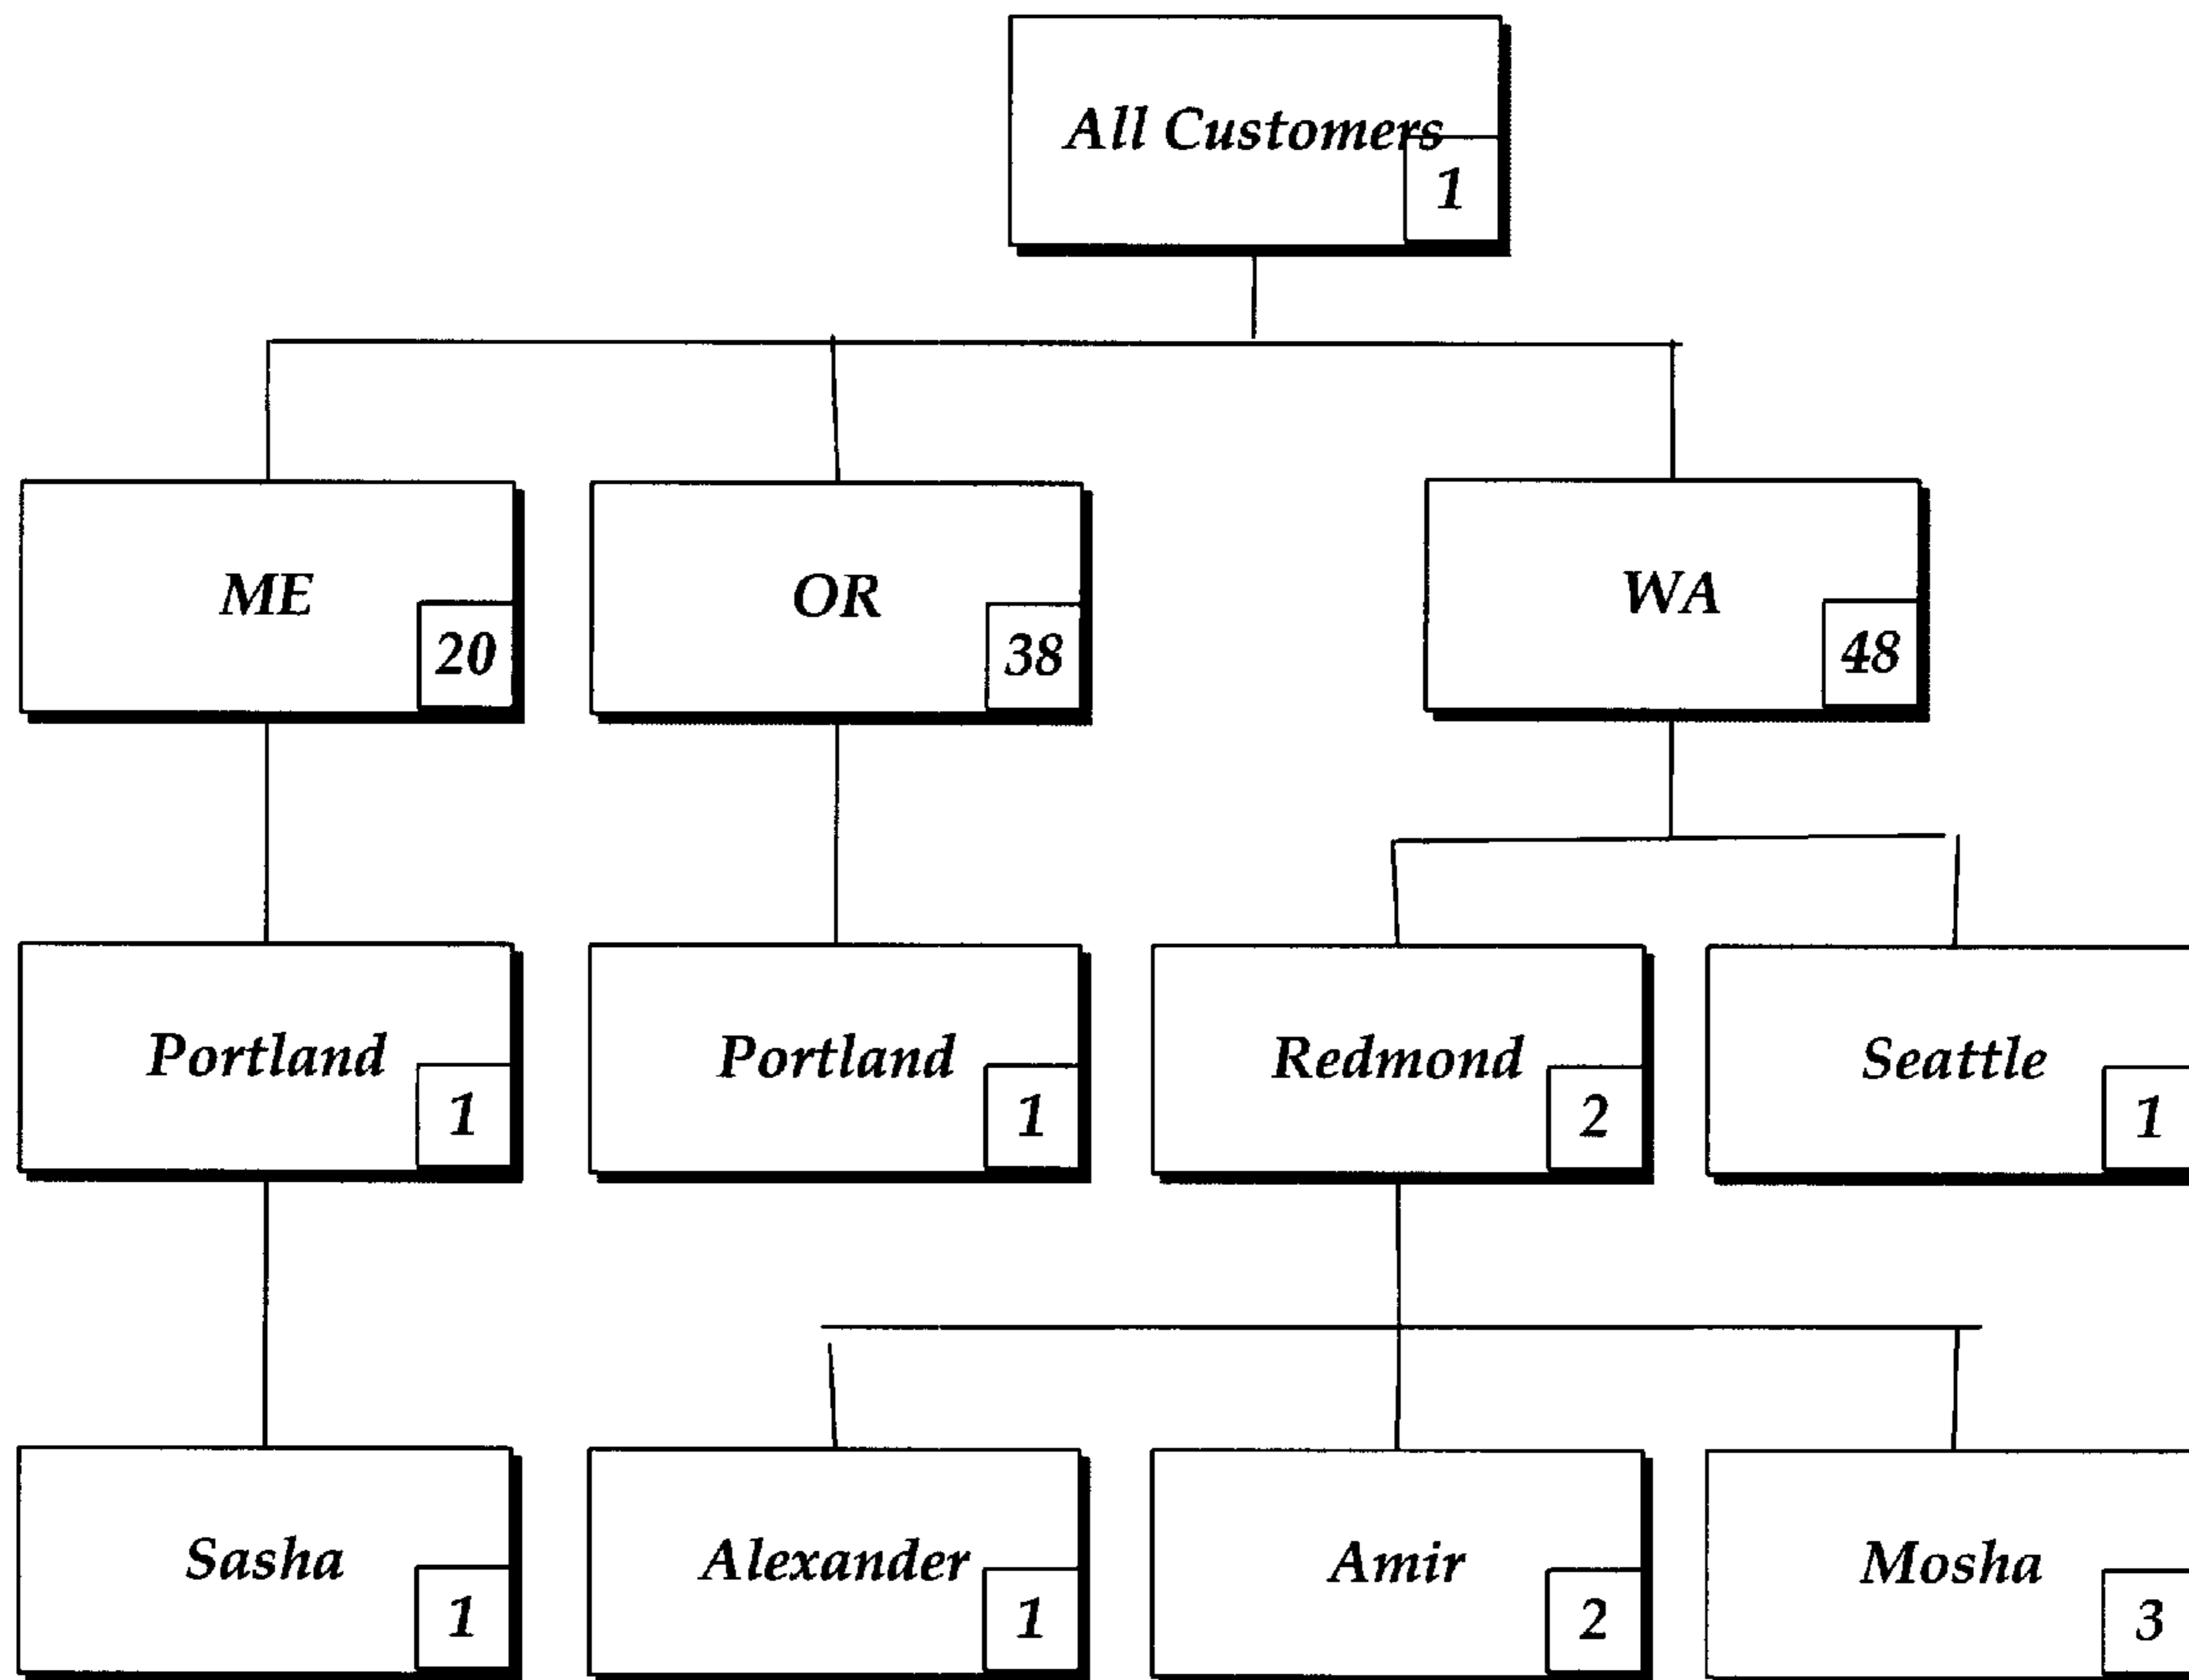 All Customers
1
ME
20
OR
38
WA
48
Portland
1
Portland
1
Redmond
2
Seattle
1
Sasha
1
Alexander
1
Amir
2
Mosha
3